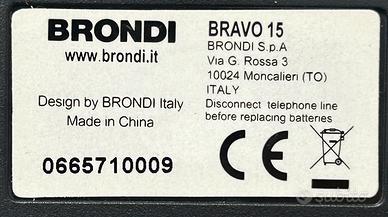 BRONDI
www.brondi.it
Design by BRONDI Italy
Made in China
0665710009
BRAVO 15
BRONDI S.p.A
Via G. Rossa 3
10024 Moncalieri (TO)
ITALY
Disconnect telephone line
before replacing batteries
CE
subito